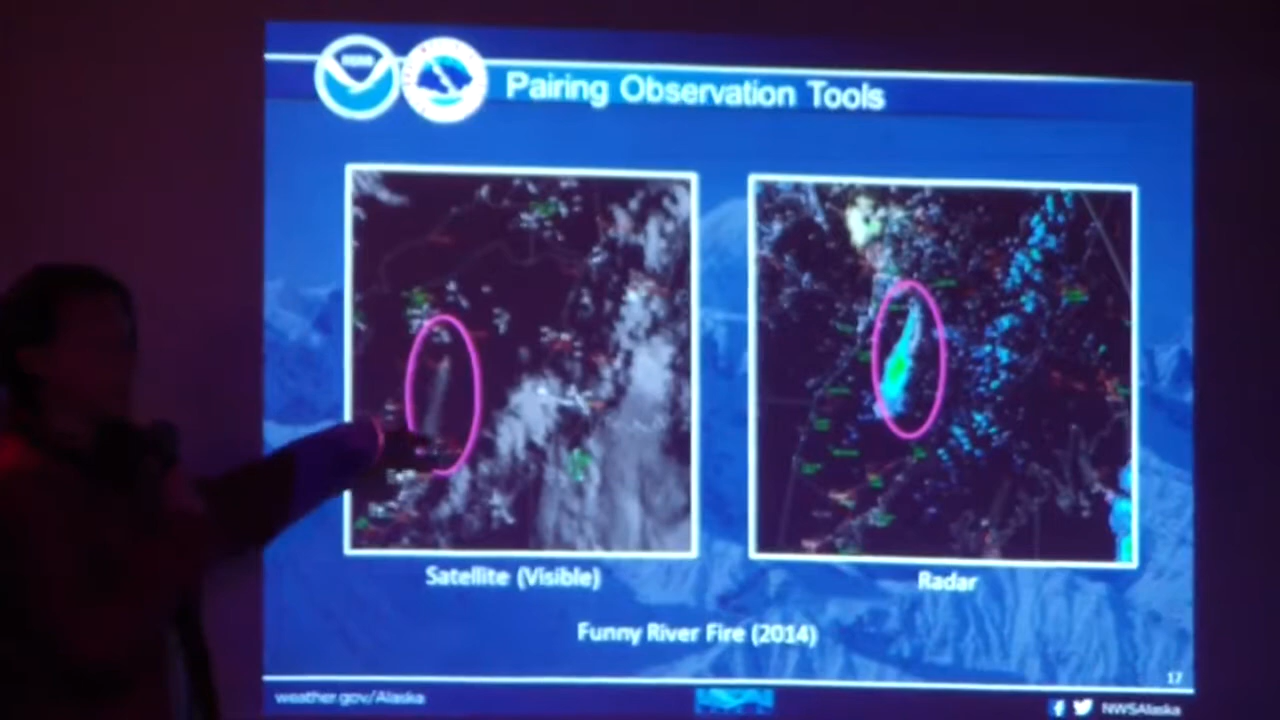 Pairing Observation Tools
Satellite (Visible)
Radar
Funny River Fire (2014)
17
weather.gov/Alaska
NWSAlaska